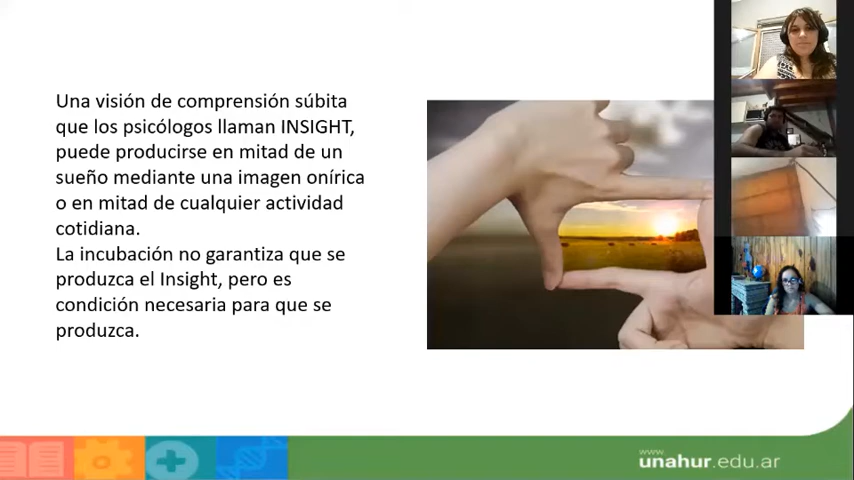 Una visión de comprensión súbita
que los psicólogos llaman INSIGHT,
puede producirse en mitad de un
sueño mediante una imagen onírica
o en mitad de cualquier actividad
cotidiana.
La incubación no garantiza que se
produzca el Insight, pero es
condición necesaria para que se
produzca.
www.
unahur.edu.ar